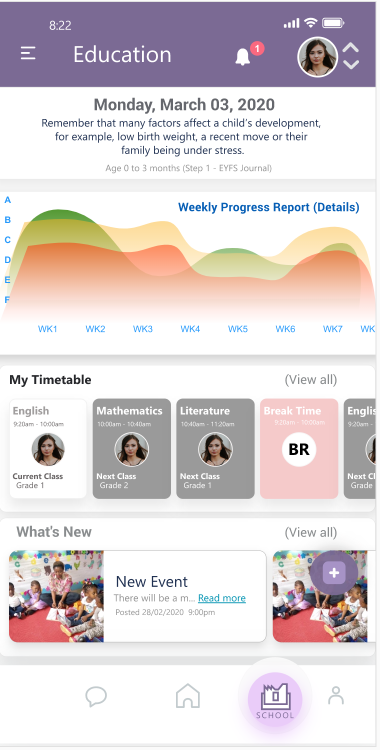 8:22
Education
1
Monday, March 03, 2020
Remember that many factors affect a child's development,
for example, low birth weight, a recent move or their
family being under stress.
Age 0 to 3 months (Step 1 - EYFS Journal)
Weekly Progress Report (Details)
A
B
C
D
E
F
WK1 WK2 WK3 WK4 WK5 WK6 WK7 WK
My Timetable (View all)
English
9:20am - 10:00am
Current Class
Grade 1
Mathematics
10:00am - 10:40am
Next Class
Grade 2
Literature
10:40am - 11:20am
Next Class
Grade 1
Break Time
9:20am - 10:00am
BR
Englis
9:20am -
Next Cl
Grade 1
What's New (View all)
New Event
There will be a m... Read more
Posted 28/02/2020 9:00pm
SCHOOL